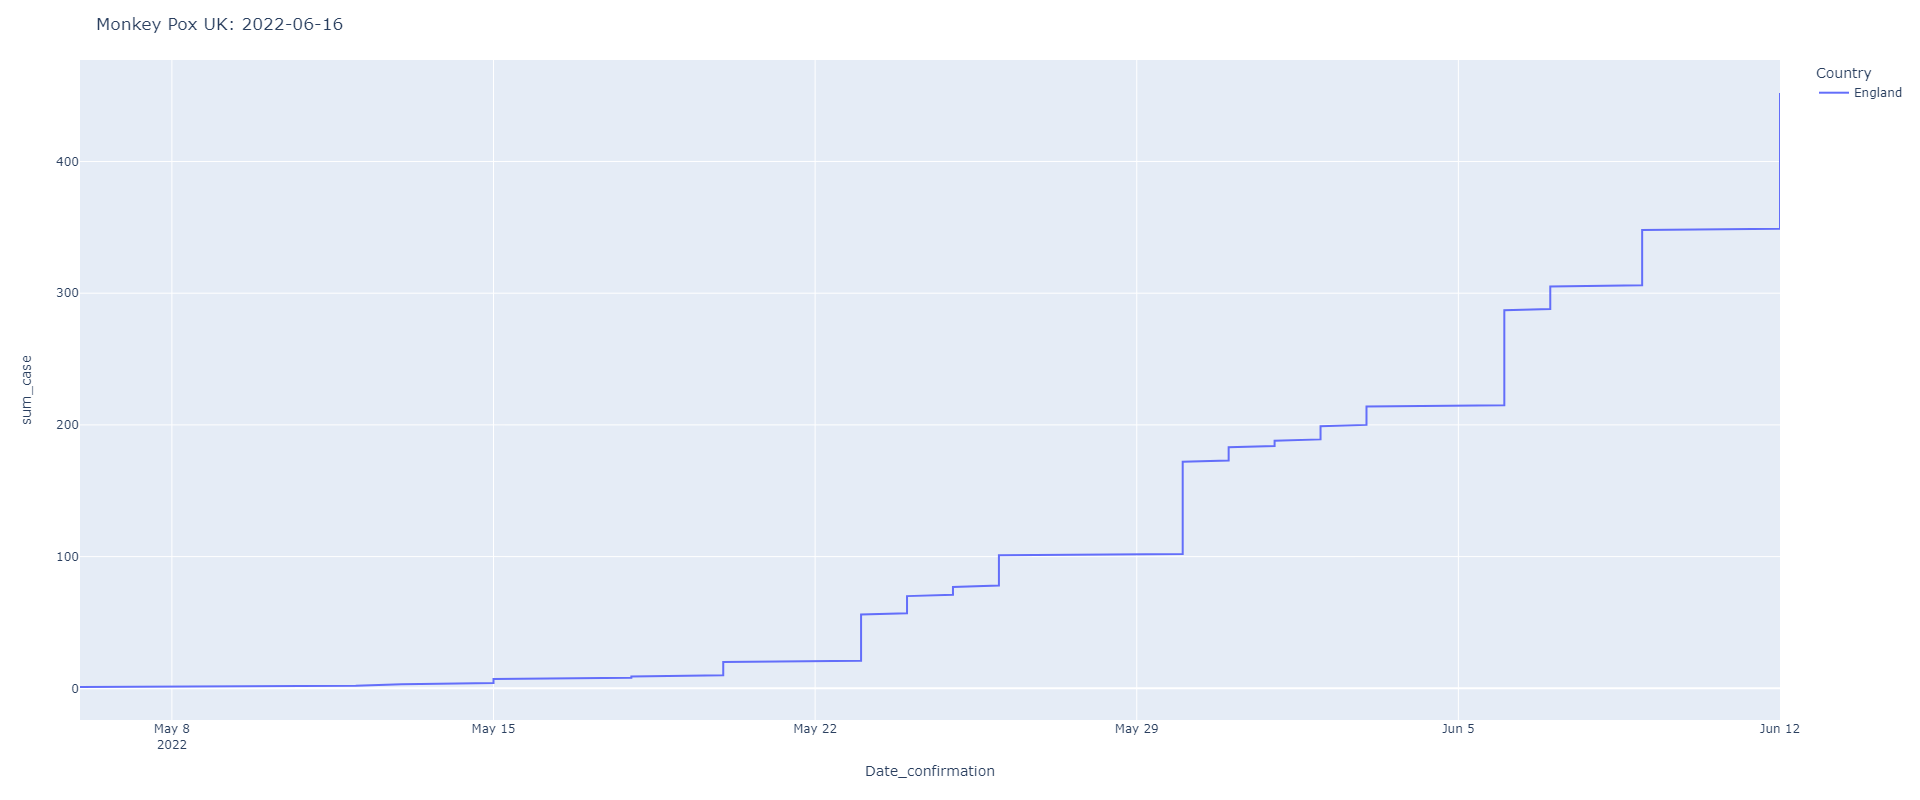 Monkey Pox UK: 2022-06-16
Country
England
400
300
200
100
0
sum_case
May 8
2022
May 15
May 22
May 29
Jun 5
Jun 12
Date_confirmation